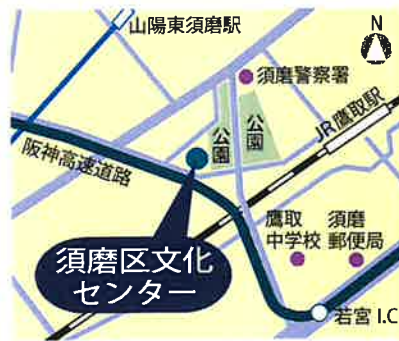 山陽東須磨駅
N
須磨警察署
公園
公園
JR鷹取駅
阪神高速道路
鷹取
中学校
須磨
郵便局
須磨区文化
センター
若宮 I.C